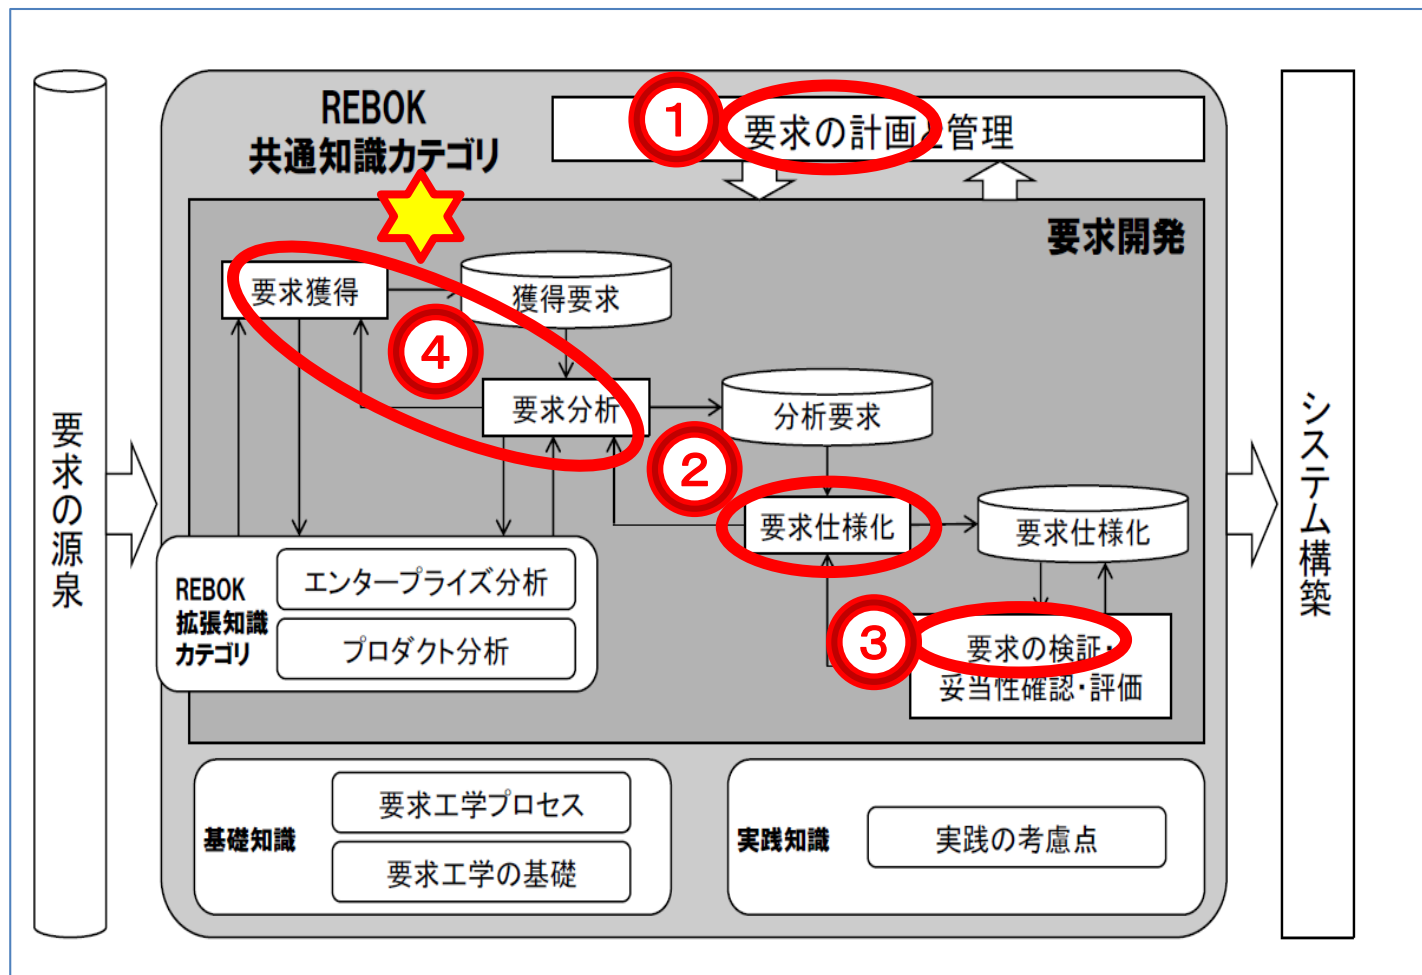 REBOK
共通知識カテゴリ
①
要求の計画と管理
要求開発
要求獲得
獲得要求
④
要求分析
分析要求
②
要求仕様化
要求仕様化
③
要求の検証・
妥当性確認・評価
要求の源泉
システム構築
REBOK
拡張知識
カテゴリ
エンタープライズ分析
プロダクト分析
基礎知識
要求工学プロセス
要求工学の基礎
実践知識
実践の考慮点